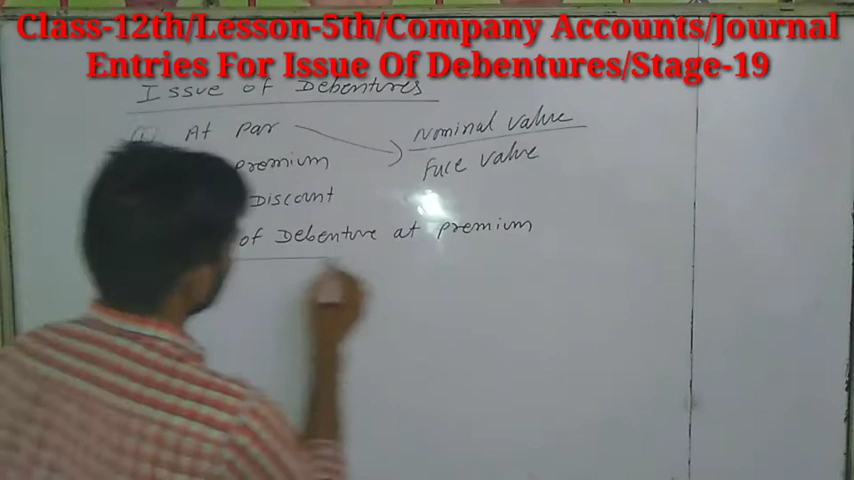 Class-12th/Lesson-5th/Company Accounts/Journal
Entries For Issue Of Debentures/Stage-19
Issue of Debentures
(1) At par
Nominal value
Premium
Face value
Discount
of Debenture at premium